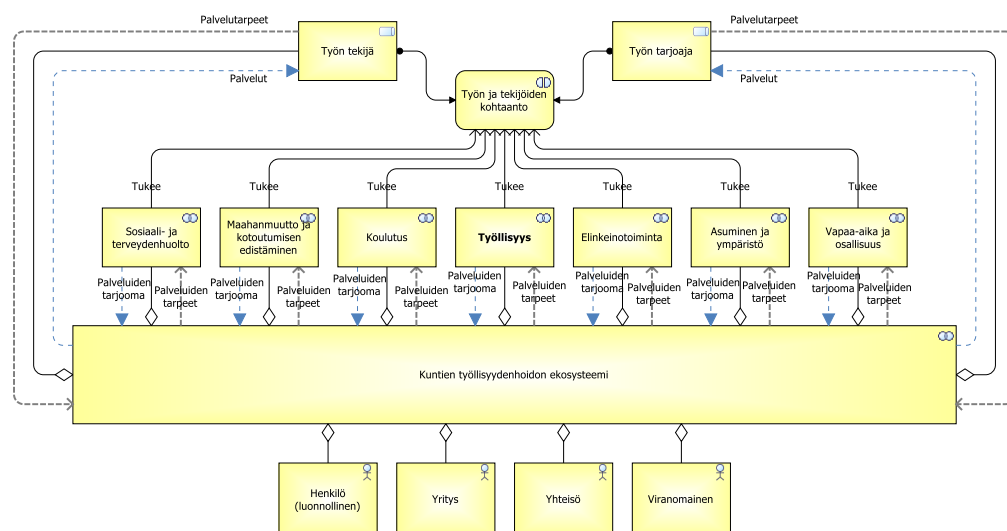 Palvelutarpeet
Palvelutarpeet
Työn tekijä
Työn tarjoaja
Palvelut
Palvelut
Työn ja tekijöiden
kohtaanto
Tukee
Tukee
Tukee
Tukee
Tukee
Tukee
Sosiaali- ja
terveydenhuolto
Maahanmuutto ja
kotoutumisen
edistäminen
Koulutus
Työllisyys
Elinkeinotoiminta
Asuminen ja
ympäristö
Vapaa-aika ja
osallisuus
Palveluiden
tarjooma
Palveluiden
tarpeet
Palveluiden
tarjooma
Palveluiden
tarpeet
Palveluiden
tarjooma
Palveluiden
tarpeet
Palveluiden
tarjooma
Palveluiden
tarpeet
Palveluiden
tarjooma
Palveluiden
tarpeet
Palveluiden
tarjooma
Palveluiden
tarpeet
Palveluiden
tarjooma
Palveluiden
tarpeet
Kuntien työllisyydenhoidon ekosysteemi
Henkilö
(luonnollinen)
Yritys
Yhteisö
Viranomainen